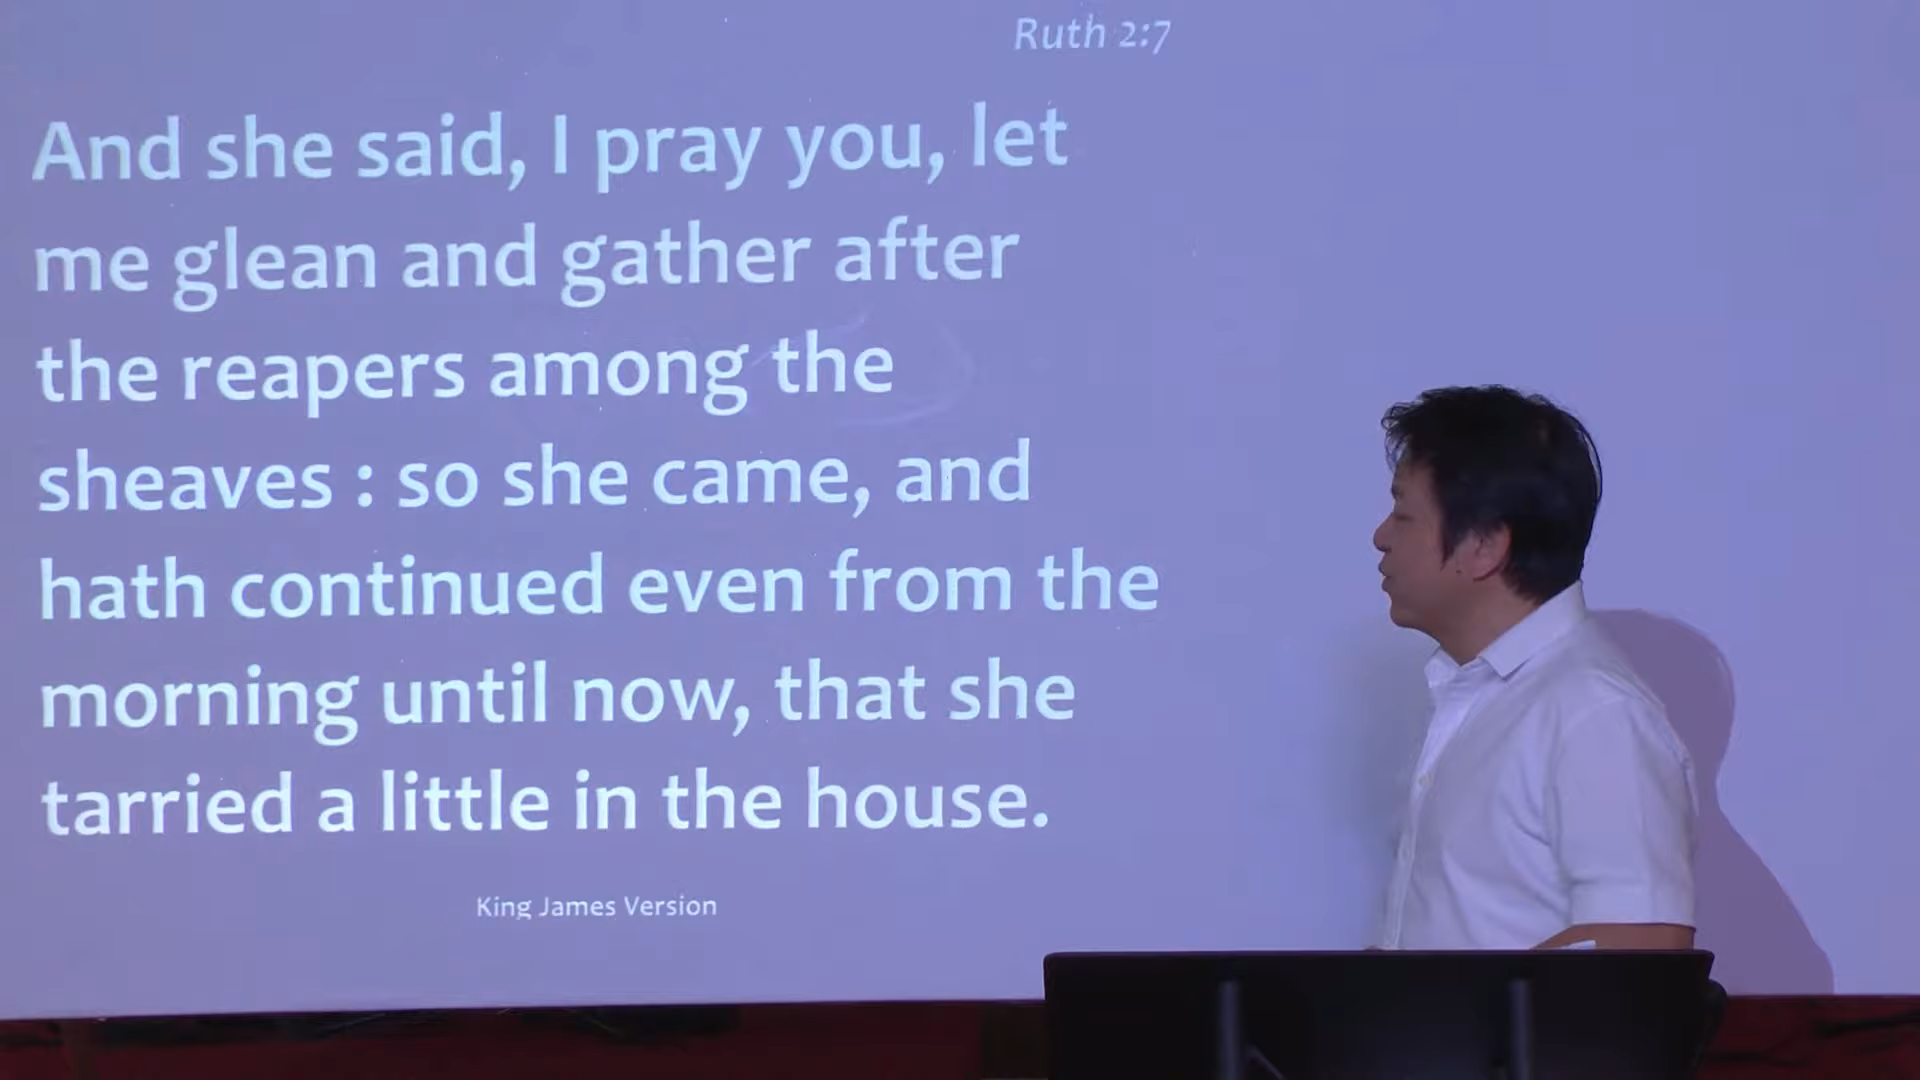 Ruth 2:7
And she said, I pray you, let
me glean and gather after
the reapers among the
sheaves : so she came, and
hath continued even from the
morning until now, that she
tarried a little in the house.
King James Version